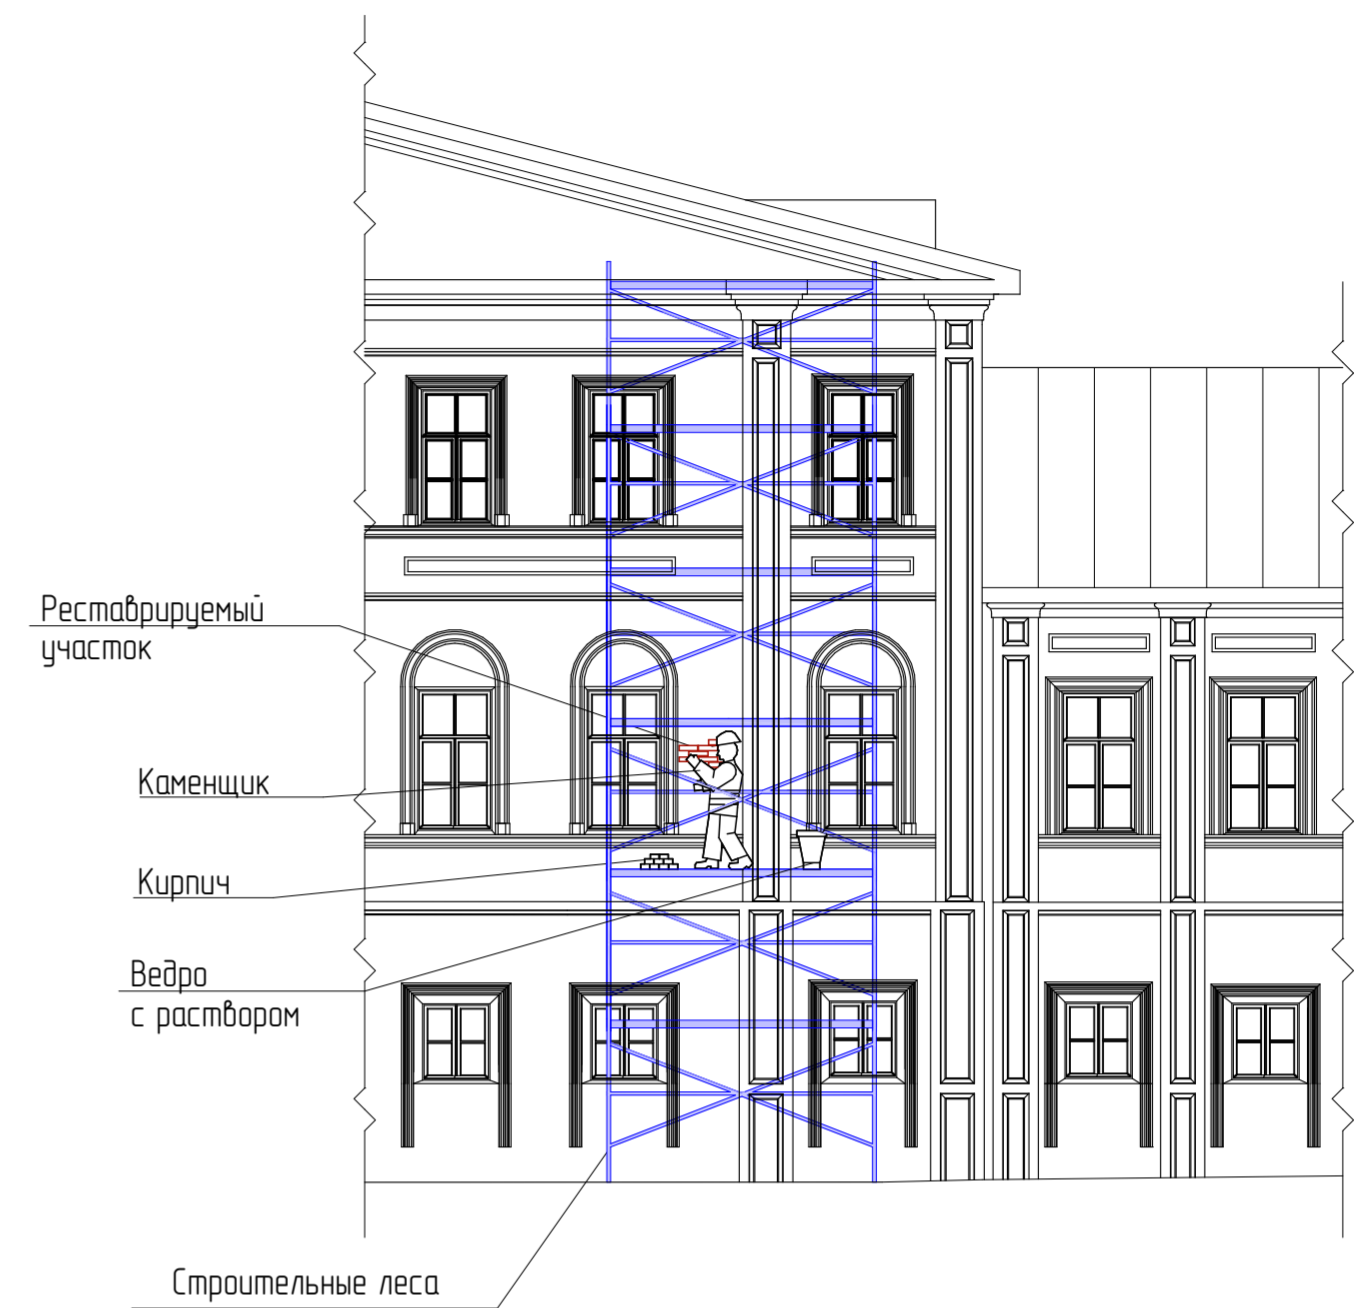 Реставрируемый
участок
Каменщик
Кирпич
Ведро
с раствором
Строительные леса